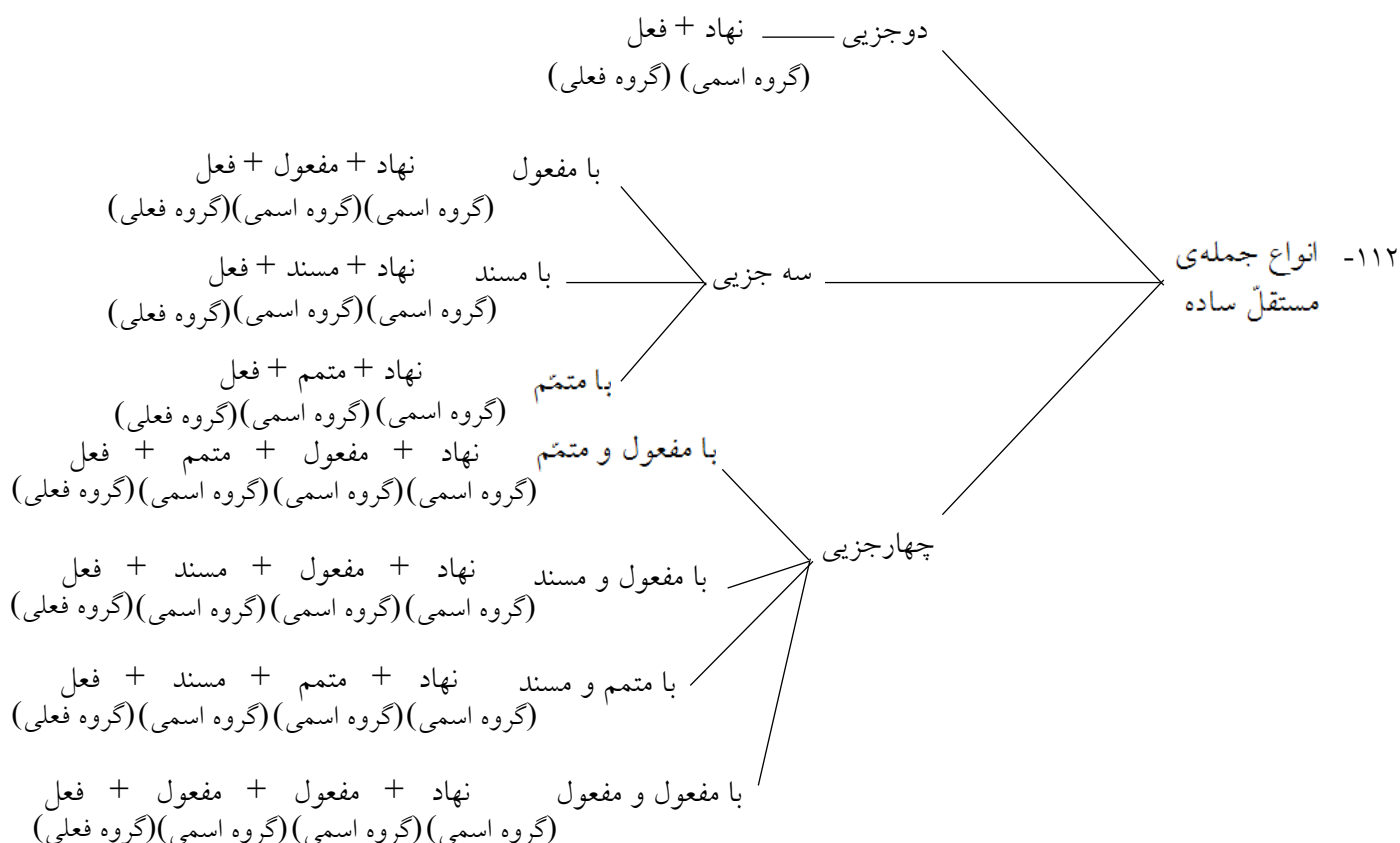 ۱۱۲- انواع جمله‌ی
مستقلّ ساده
دوجزیی
نهاد + فعل
(گروه اسمی) (گروه فعلی)
سه جزیی
با مفعول
نهاد + مفعول + فعل
(گروه اسمی)(گروه اسمی)(گروه فعلی)
با مسند
نهاد + مسند + فعل
(گروه اسمی)(گروه اسمی)(گروه فعلی)
با متمّم
نهاد + متمم + فعل
(گروه اسمی) (گروه اسمی)(گروه فعلی)
چهارجزیی
با مفعول و متمّم
نهاد + مفعول + متمم + فعل
(گروه اسمی)(گروه اسمی)(گروه اسمی)(گروه فعلی)
با مفعول و مسند
نهاد + مفعول + مسند + فعل
(گروه اسمی)(گروه اسمی)(گروه اسمی)(گروه فعلی)
با متمم و مسند
نهاد + متمم + مسند + فعل
(گروه اسمی)(گروه اسمی)(گروه اسمی)(گروه فعلی)
با مفعول و مفعول
نهاد + مفعول + مفعول + فعل
(گروه اسمی)(گروه اسمی)(گروه اسمی)(گروه فعلی)